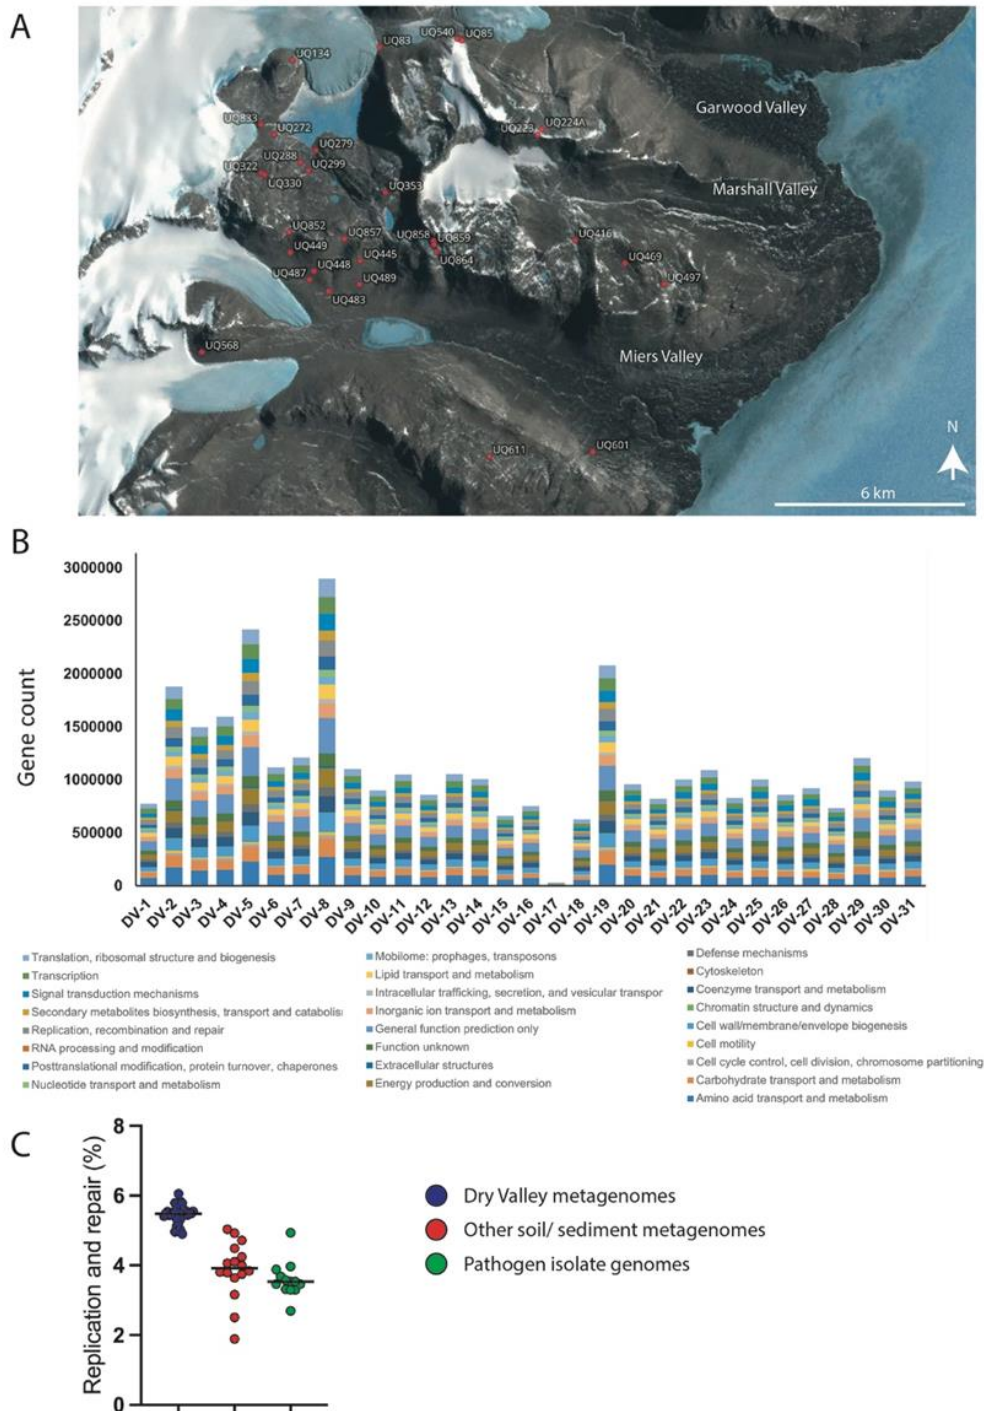 A
UQ540
UQ85
UQ83
UQ134
Garwood Valley
UQ833
UQ272
UQ224A
UQ223
UQ279
UQ288
UQ299
UQ322
UQ330
UQ353
Marshall Valley
UQ852
UQ857
UQ858
UQ859
UQ416
UQ449
UQ445
UQ864
UQ469
UQ448
UQ487
UQ489
UQ497
UQ483
UQ568
Miers Valley
UQ611
UQ601
N
6 km
B
Gene count
3000000
2500000
2000000
1500000
1000000
500000
0
DV-1 DV-2 DV-3 DV-4 DV-5 DV-6 DV-7 DV-8 DV-9 DV-10 DV-11 DV-12 DV-13 DV-14 DV-15 DV-16 DV-17 DV-18 DV-19 DV-20 DV-21 DV-22 DV-23 DV-24 DV-25 DV-26 DV-27 DV-28 DV-29 DV-30 DV-31
Translation, ribosomal structure and biogenesis
Transcription
Signal transduction mechanisms
Secondary metabolites biosynthesis, transport and catabolis
Replication, recombination and repair
RNA processing and modification
Posttranslational modification, protein turnover, chaperones
Nucleotide transport and metabolism
Mobilome: prophages, transposons
Lipid transport and metabolism
Intracellular trafficking, secretion, and vesicular transpor
Inorganic ion transport and metabolism
General function prediction only
Function unknown
Extracellular structures
Energy production and conversion
Defense mechanisms
Cytoskeleton
Coenzyme transport and metabolism
Chromatin structure and dynamics
Cell wall/membrane/envelope biogenesis
Cell motility
Cell cycle control, cell division, chromosome partitioning
Carbohydrate transport and metabolism
Amino acid transport and metabolism
C
Replication and repair (%)
8
6
4
2
0
Dry Valley metagenomes
Other soil/ sediment metagenomes
Pathogen isolate genomes